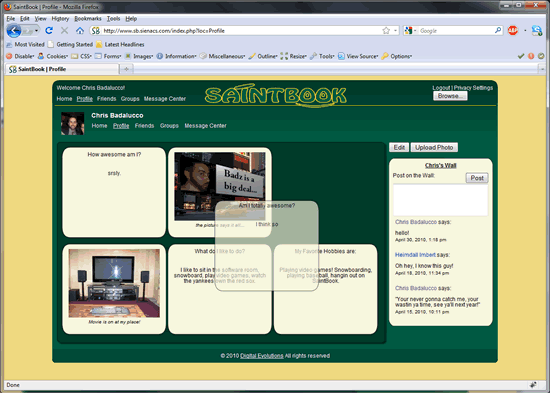 SaintBook | Profile - Mozilla Firefox
File Edit View History Bookmarks Tools Help
http://www.sb.sienacs.com/index.php?loc=Profile
Google
Most Visited Getting Started Latest Headlines
Disable Cookies CSS Forms Images Information Miscellaneous Outline Resize Tools View Source Options
SB SaintBook | Profile
Welcome Chris Badalucco!
Home Profile Friends Groups Message Center
SAINTBOOK
Logout | Privacy Settings
Browse...
Chris Badalucco
Home Profile Friends Groups Message Center
How awesome am I?
srsly.
Badz is a
big deal...
the picture says it all...
Am I totally awesome?
I think so
Movie is on at my place!
What do I like to do?
I like to sit in the software room,
snowboard, play video games, watch
the yankees own the red sox.
My Favorite Hobbies are:
Playing video games! Snowboarding,
playing baseball, hanging out on
SaintBook.
Edit Upload Photo
Chris's Wall
Post on the Wall:
Post
Chris Badalucco says:
hello!
April 30, 2010, 1:18 pm
Heimdall Imbert says:
Oh hey, I know this guy!
April 18, 2010, 11:34 pm
Chris Badalucco says:
"Your never gonna catch me, your
wastin ya time, see ya'll next year!"
April 15, 2010, 10:11 pm
© 2010 Digital Evolutions All rights reserved
Done